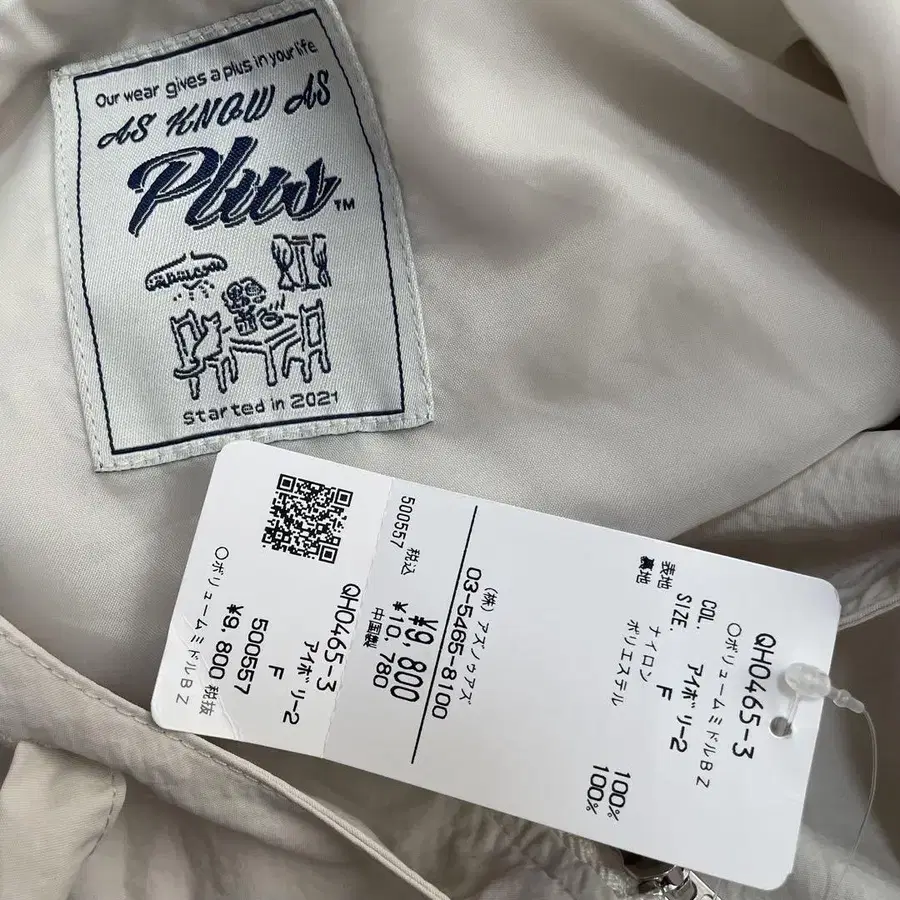 Our wear gives a plus in your life
AS KNOW AS
Plus™
Started in 2021
QH0465-3
〇ボリュームミドルBZ
COL. アイボリー2
SIZE. F
表地 ナイロン 100%
裏地 ポリエステル 100%
(株)アズノゥアズ
03-5465-8100
¥9,800
税込 ¥10,780
500557 中国製
QH0465-3
アイボリー2
F
500557
¥9,800 税抜
〇ボリュームミドルBZ